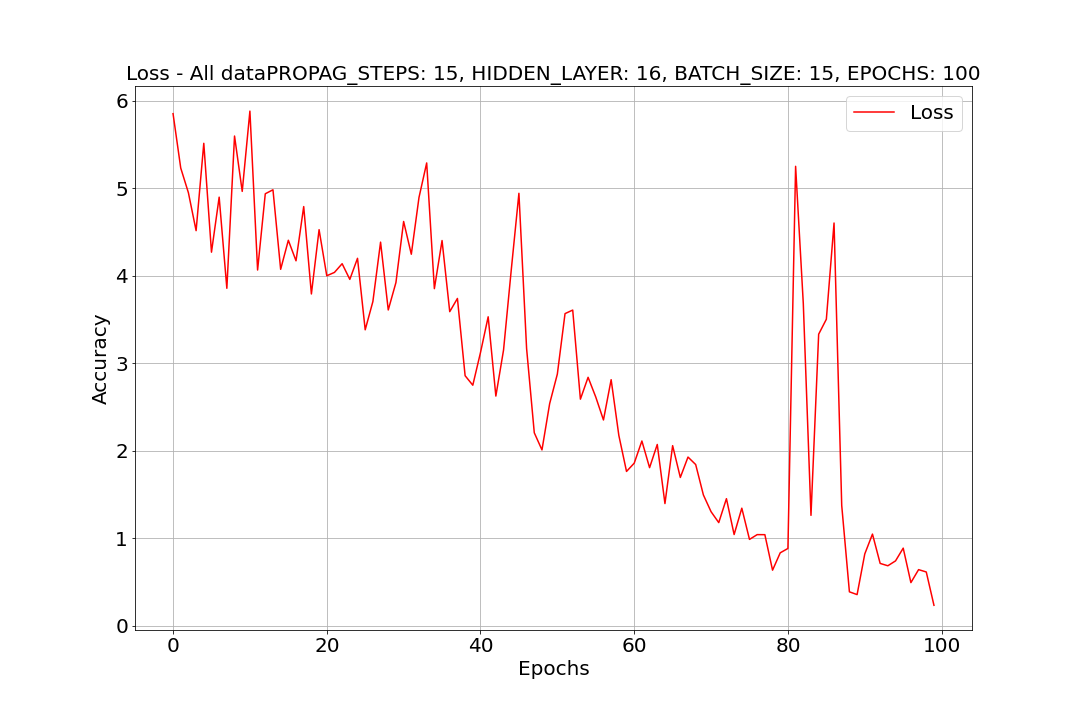 Loss - All dataPROPAG_STEPS: 15, HIDDEN_LAYER: 16, BATCH_SIZE: 15, EPOCHS: 100
Loss
6
5
4
3
2
1
0
Accuracy
0 20 40 60 80 100
Epochs